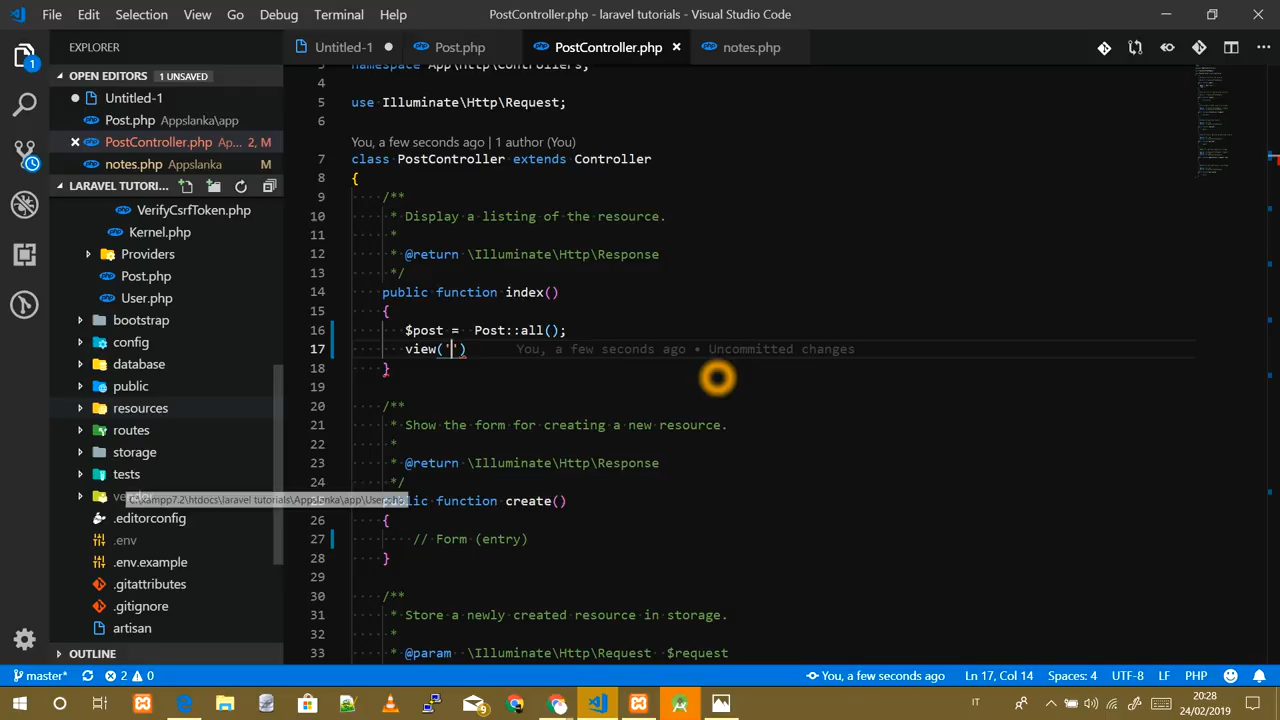 File Edit Selection View Go Debug Terminal Help PostController.php - laravel tutorials - Visual Studio Code
EXPLORER
Untitled-1 Post.php PostController.php notes.php
OPEN EDITORS 1 UNSAVED
Untitled-1
Post.php Appslanka\app
PostController.php Ap... 2, M
notes.php Appslanka M
LARAVEL TUTORI...
VerifyCsrfToken.php
Kernel.php
Providers
Post.php
User.php
bootstrap
config
database
public
resources
routes
storage
tests
C:\xampp7.2\htdocs\laravel tutorials\Appslanka\app\User.php
.editorconfig
.env
.env.example
.gitattributes
.gitignore
artisan
OUTLINE
3 namespace App\Http\Controllers;
4
5 use Illuminate\Http\Request;
6
You, a few seconds ago | 1 author (You)
7 class PostController extends Controller
8 {
9 /**
10 * Display a listing of the resource.
11 *
12 * @return \Illuminate\Http\Response
13 */
14 public function index()
15 {
16 $post = Post::all();
17 view('') You, a few seconds ago • Uncommitted changes
18 }
19
20 /**
21 * Show the form for creating a new resource.
22 *
23 * @return \Illuminate\Http\Response
24 */
public function create()
26 {
27 // Form (entry)
28 }
29
30 /**
31 * Store a newly created resource in storage.
32 *
33 * @param \Illuminate\Http\Request $request
master* 2 0 You, a few seconds ago Ln 17, Col 14 Spaces: 4 UTF-8 LF PHP
9 IT 20:28
24/02/2019